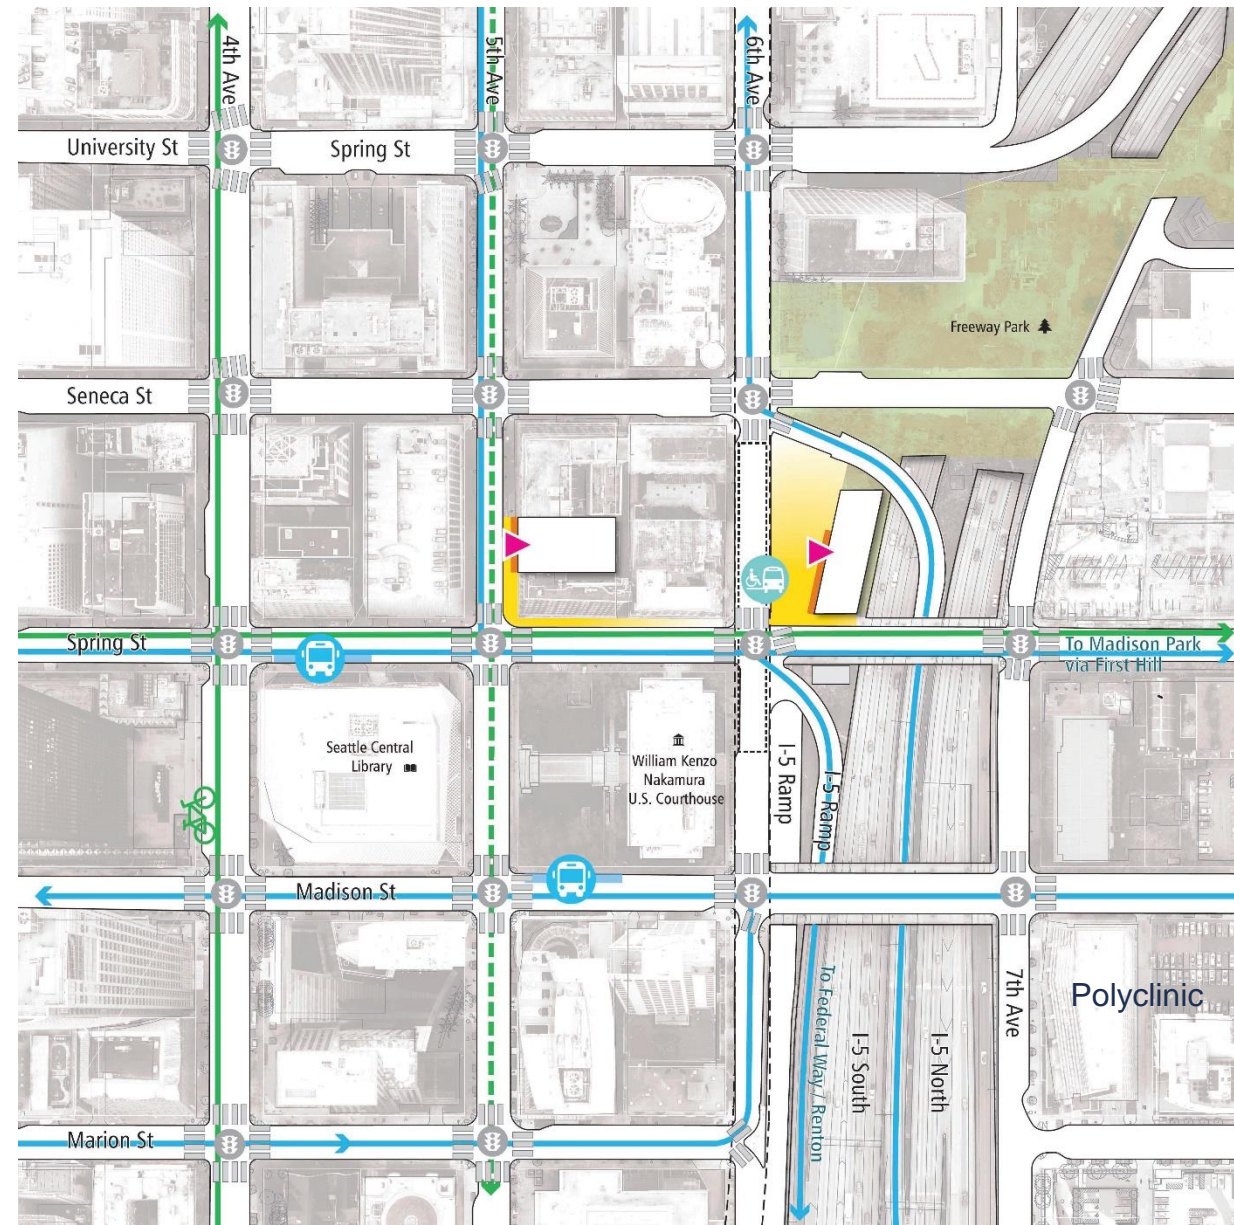 4th Ave
5th Ave
6th Ave
University St
Spring St
Freeway Park
Seneca St
Spring St
To Madison Park
via First Hill
Seattle Central
Library
William Kenzo
Nakamura
U.S. Courthouse
I-5 Ramp
I-5 Ramp
Madison St
To Federal Way / Renton
I-5 South
I-5 North
7th Ave
Polyclinic
Marion St